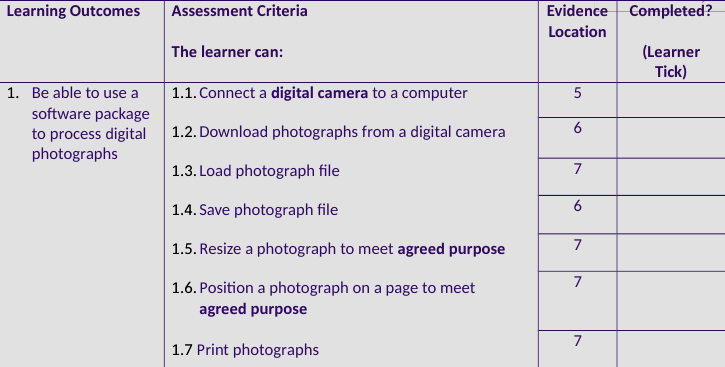 Learning Outcomes
Assessment Criteria
The learner can:
Evidence
Location
Completed?
(Learner
Tick)
1. Be able to use a
software package
to process digital
photographs
1.1. Connect a digital camera to a computer
5
1.2. Download photographs from a digital camera
6
1.3. Load photograph file
7
1.4. Save photograph file
6
1.5. Resize a photograph to meet agreed purpose
7
1.6. Position a photograph on a page to meet
agreed purpose
7
1.7 Print photographs
7